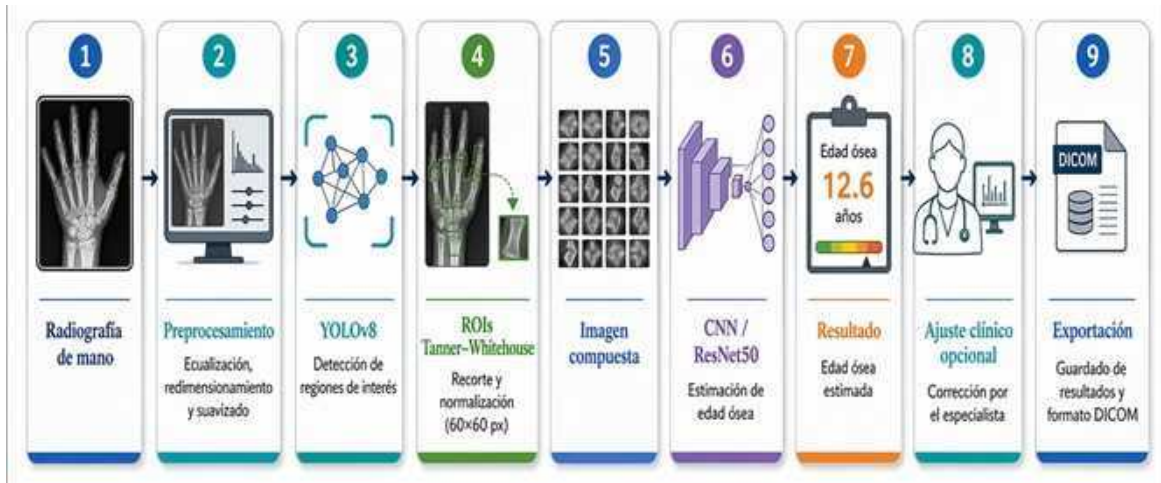 1
Radiografía
de mano
2
Preprocesamiento
Ecualización,
redimensionamiento
y suavizado
3
YOLOv8
Detección de
regiones de interés
4
ROIs
Tanner–Whitehouse
Recorte y
normalización
(60×60 px)
5
Imagen
compuesta
6
CNN /
ResNet50
Estimación de
edad ósea
7
Edad ósea
12.6
años
Resultado
Edad ósea
estimada
8
Ajuste clínico
opcional
Corrección por
el especialista
9
DICOM
Exportación
Guardado de
resultados y
formato DICOM